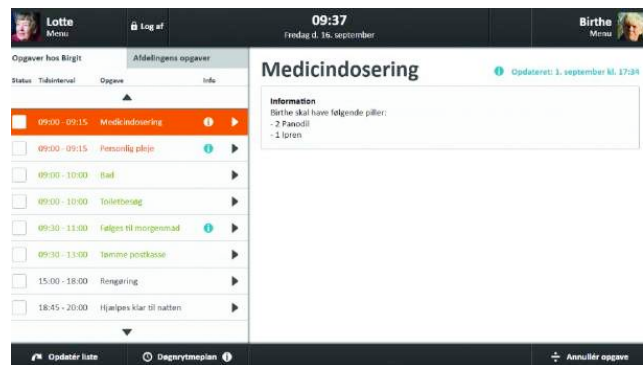 Lotte
Menu
Log af
09:37
Fredag d. 16. september
Birthe
Menu
Opgaver hos Birgit
Afdelingens opgaver
Status Tidsinterval Opgave Info
09:00 - 09:15 Medicindosering
09:00 - 09:15 Personlig pleje
09:00 - 10:00 Bad
09:00 - 10:00 Toiletbesøg
09:30 - 11:00 Følges til morgenmad
09:30 - 13:00 Tømme postkasse
15:00 - 18:00 Rengøring
18:45 - 20:00 Hjælpes klar til natten
Medicindosering
Opdateret: 1. september kl. 17:34
Information
Birthe skal have følgende piller:
- 2 Panodil
- 1 Ipren
Opdatér liste
Døgnrytmeplan
Annullér opgave